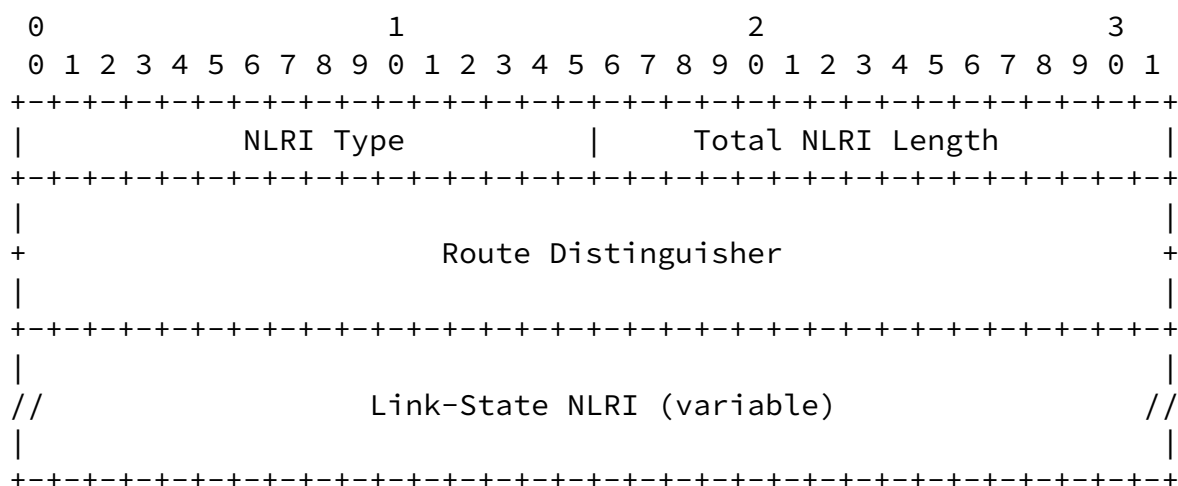 0                   1                   2                   3
 0 1 2 3 4 5 6 7 8 9 0 1 2 3 4 5 6 7 8 9 0 1 2 3 4 5 6 7 8 9 0 1
+-+-+-+-+-+-+-+-+-+-+-+-+-+-+-+-+-+-+-+-+-+-+-+-+-+-+-+-+-+-+-+-+
|            NLRI Type          |     Total NLRI Length         |
+-+-+-+-+-+-+-+-+-+-+-+-+-+-+-+-+-+-+-+-+-+-+-+-+-+-+-+-+-+-+-+-+
|                                                               |
+                       Route Distinguisher                     +
|                                                               |
+-+-+-+-+-+-+-+-+-+-+-+-+-+-+-+-+-+-+-+-+-+-+-+-+-+-+-+-+-+-+-+-+
|                                                               |
//                  Link-State NLRI (variable)                 //
|                                                               |
+-+-+-+-+-+-+-+-+-+-+-+-+-+-+-+-+-+-+-+-+-+-+-+-+-+-+-+-+-+-+-+-+